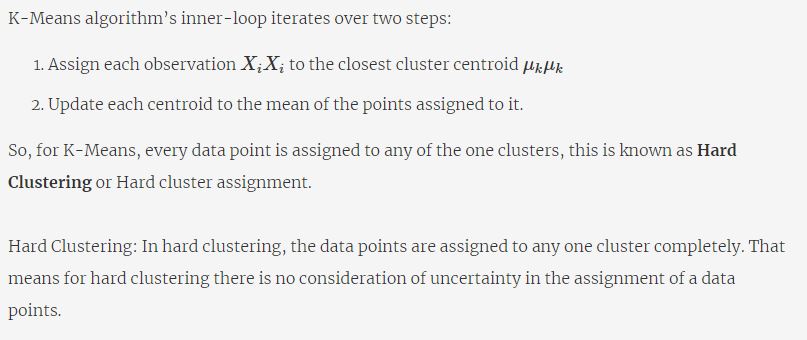 K-Means algorithm’s inner-loop iterates over two steps:
1. Assign each observation XᵢXᵢ to the closest cluster centroid μₖμₖ
2. Update each centroid to the mean of the points assigned to it.
So, for K-Means, every data point is assigned to any of the one clusters, this is known as Hard
Clustering or Hard cluster assignment.
Hard Clustering: In hard clustering, the data points are assigned to any one cluster completely. That
means for hard clustering there is no consideration of uncertainty in the assignment of a data
points.